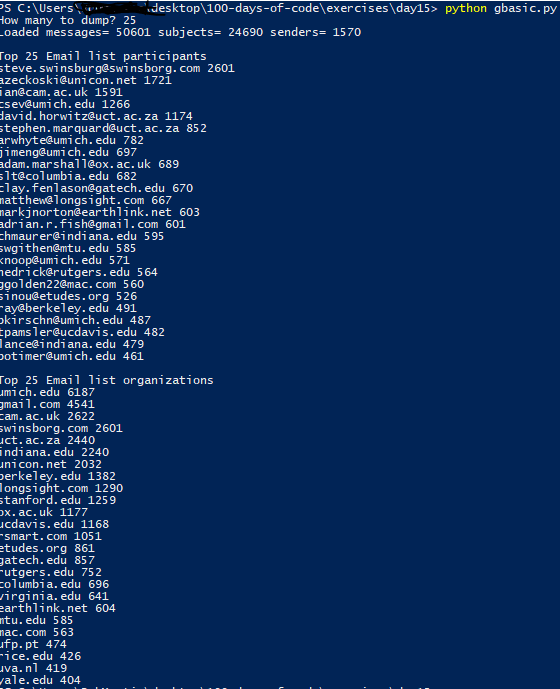 PS C:\Users\ \desktop\100-days-of-code\exercises\day15> python gbasic.py
How many to dump? 25
Loaded messages= 50601 subjects= 24690 senders= 1570
Top 25 Email list participants
steve.swinsburg@swinsborg.com 2601
azeckoski@unicon.net 1721
ian@cam.ac.uk 1591
csev@umich.edu 1266
david.horwitz@uct.ac.za 1174
stephen.marquard@uct.ac.za 852
arwhyte@umich.edu 782
jimeng@umich.edu 697
adam.marshall@ox.ac.uk 689
slt@columbia.edu 682
clay.fenlason@gatech.edu 670
matthew@longsight.com 667
markjnorton@earthlink.net 603
adrian.r.fish@gmail.com 601
chmaurer@indiana.edu 595
swgithen@mtu.edu 585
knoop@umich.edu 571
hedrick@rutgers.edu 564
ggolden22@mac.com 560
sinou@etudes.org 526
ray@berkeley.edu 491
pkirschn@umich.edu 487
tpamsler@ucdavis.edu 482
lance@indiana.edu 479
botimer@umich.edu 461
Top 25 Email list organizations
umich.edu 6187
gmail.com 4541
cam.ac.uk 2622
swinsborg.com 2601
uct.ac.za 2440
indiana.edu 2240
unicon.net 2032
berkeley.edu 1382
longsight.com 1290
stanford.edu 1259
ox.ac.uk 1177
ucdavis.edu 1168
rsmart.com 1051
etudes.org 861
gatech.edu 857
rutgers.edu 752
columbia.edu 696
virginia.edu 641
earthlink.net 604
mtu.edu 585
mac.com 563
ufp.pt 474
rice.edu 426
uva.nl 419
yale.edu 404